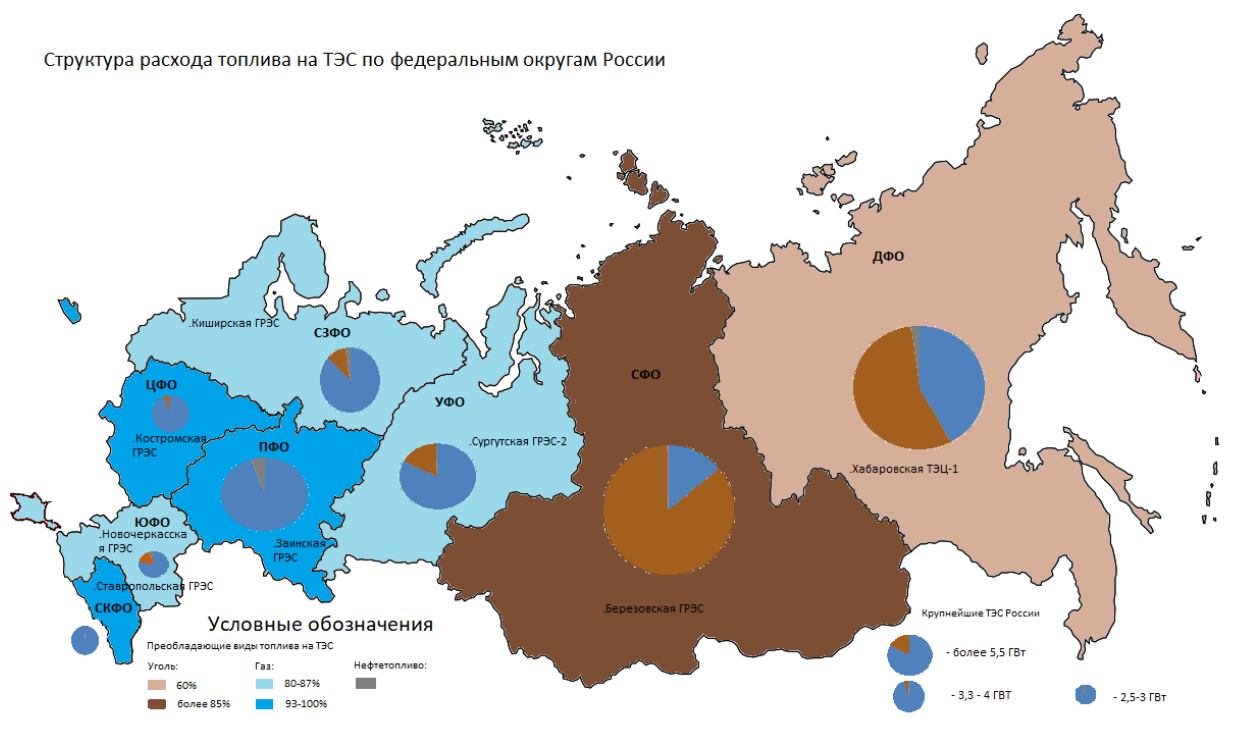 Структура расхода топлива на ТЭС по федеральным округам России
ДФО
.Киширская ГРЭС
СЗФО
СФО
ЦФО
УФО
.Костромская
ГРЭС
ПФО
.Сургутская ГРЭС-2
.Хабаровская ТЭЦ-1
ЮФО
.Новочеркасска
я ГРЭС
.Заинская
ГРЭС
.Ставропольская ГРЭС
СКФО
.Березовская ГРЭС
Условные обозначения
Преобладающие виды топлива на ТЭС
Уголь:
60%
более 85%
Газ:
80-87%
93-100%
Нефтетопливо:
Крупнейшие ТЭС России
- более 5,5 ГВт
- 3,3 - 4 ГВТ
- 2,5-3 ГВт